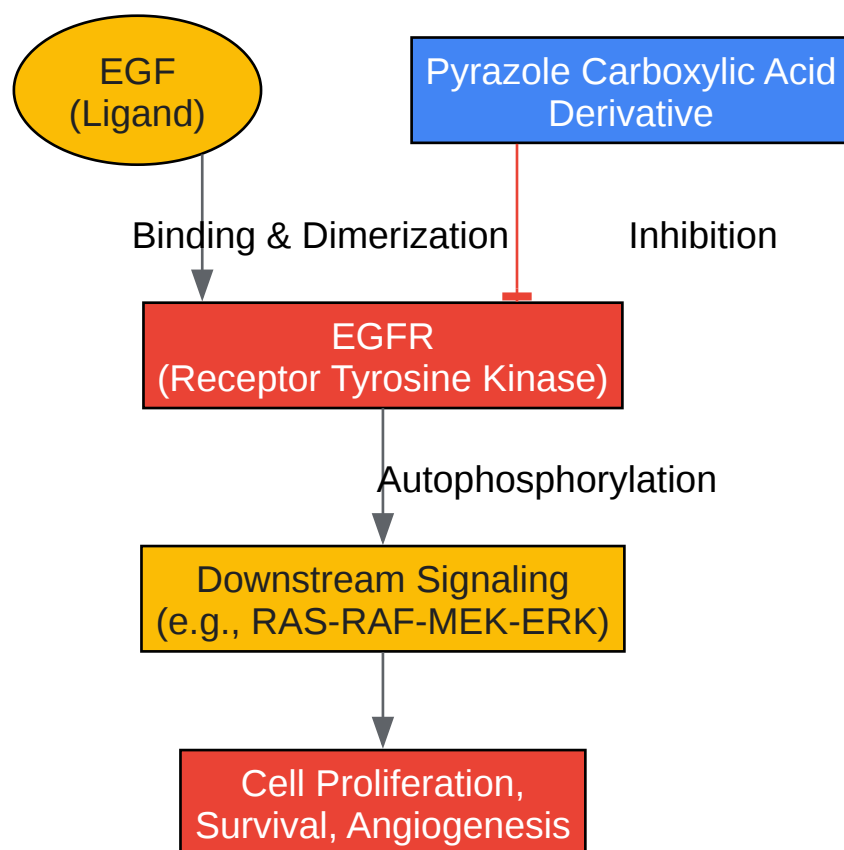 EGF
(Ligand)
Pyrazole Carboxylic Acid
Derivative
Binding & Dimerization
Inhibition
EGFR
(Receptor Tyrosine Kinase)
Autophosphorylation
Downstream Signaling
(e.g., RAS-RAF-MEK-ERK)
Cell Proliferation,
Survival, Angiogenesis